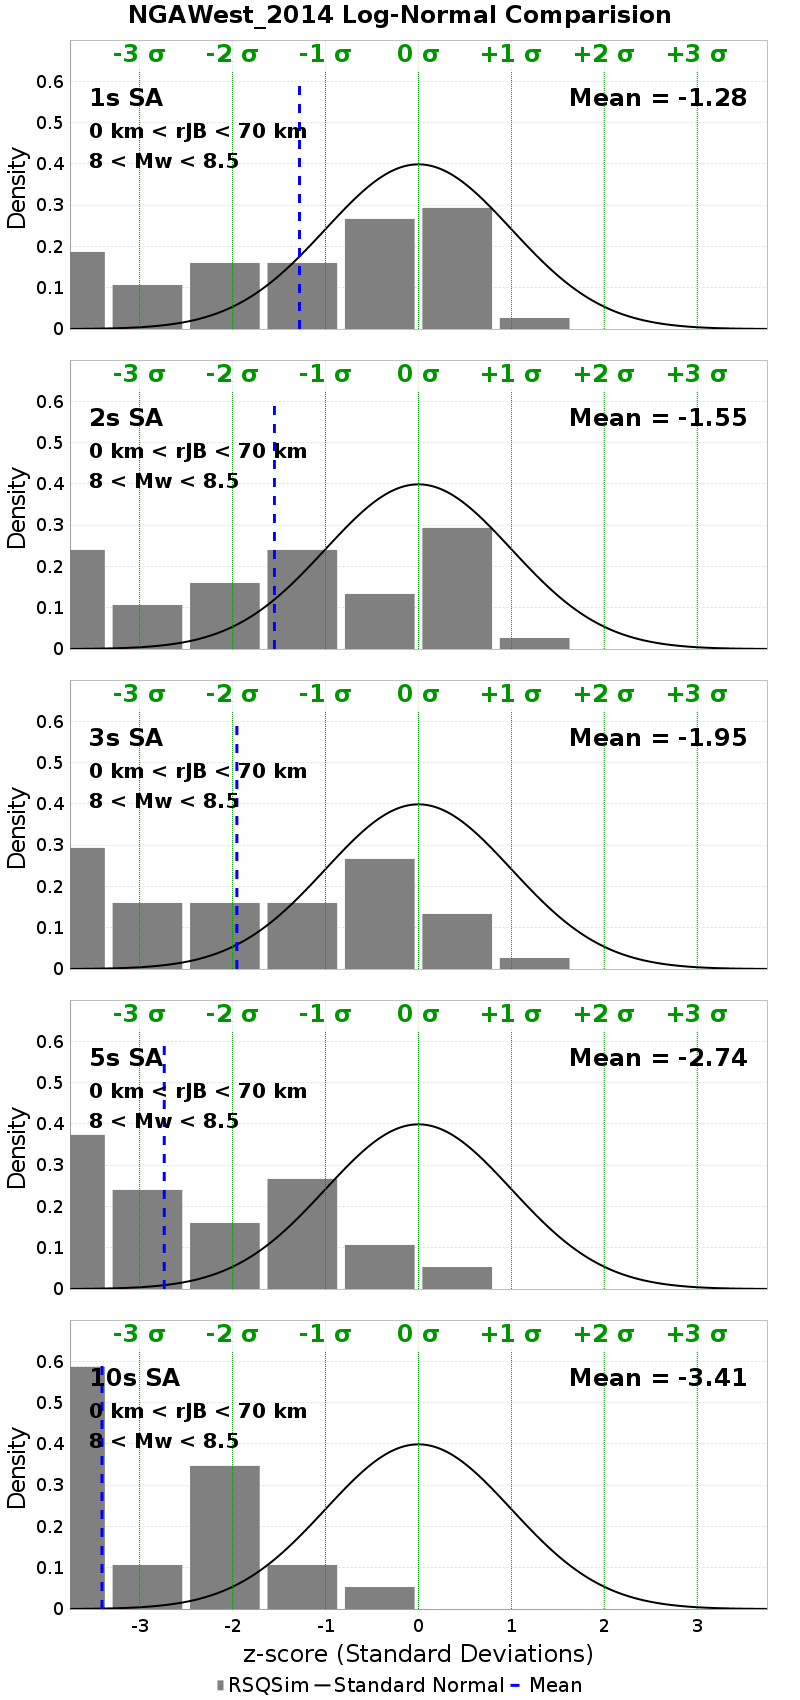 NGAWest_2014 Log-Normal Comparision
-3 σ -2 σ -1 σ 0 σ +1 σ +2 σ +3 σ
0.6
1s SA Mean = -1.28
0.5
0 km < rJB < 70 km
0.4
8 < Mw < 8.5
Density
0.3
0.2
0.1
0
-3 σ -2 σ -1 σ 0 σ +1 σ +2 σ +3 σ
0.6
2s SA Mean = -1.55
0.5
0 km < rJB < 70 km
0.4
8 < Mw < 8.5
Density
0.3
0.2
0.1
0
-3 σ -2 σ -1 σ 0 σ +1 σ +2 σ +3 σ
0.6
3s SA Mean = -1.95
0.5
0 km < rJB < 70 km
0.4
8 < Mw < 8.5
Density
0.3
0.2
0.1
0
-3 σ -2 σ -1 σ 0 σ +1 σ +2 σ +3 σ
0.6
5s SA Mean = -2.74
0.5
0 km < rJB < 70 km
0.4
8 < Mw < 8.5
Density
0.3
0.2
0.1
0
-3 σ -2 σ -1 σ 0 σ +1 σ +2 σ +3 σ
0.6
10s SA Mean = -3.41
0.5
0 km < rJB < 70 km
0.4
8 < Mw < 8.5
Density
0.3
0.2
0.1
0
-3 -2 -1 0 1 2 3
z-score (Standard Deviations)
RSQSim Standard Normal Mean